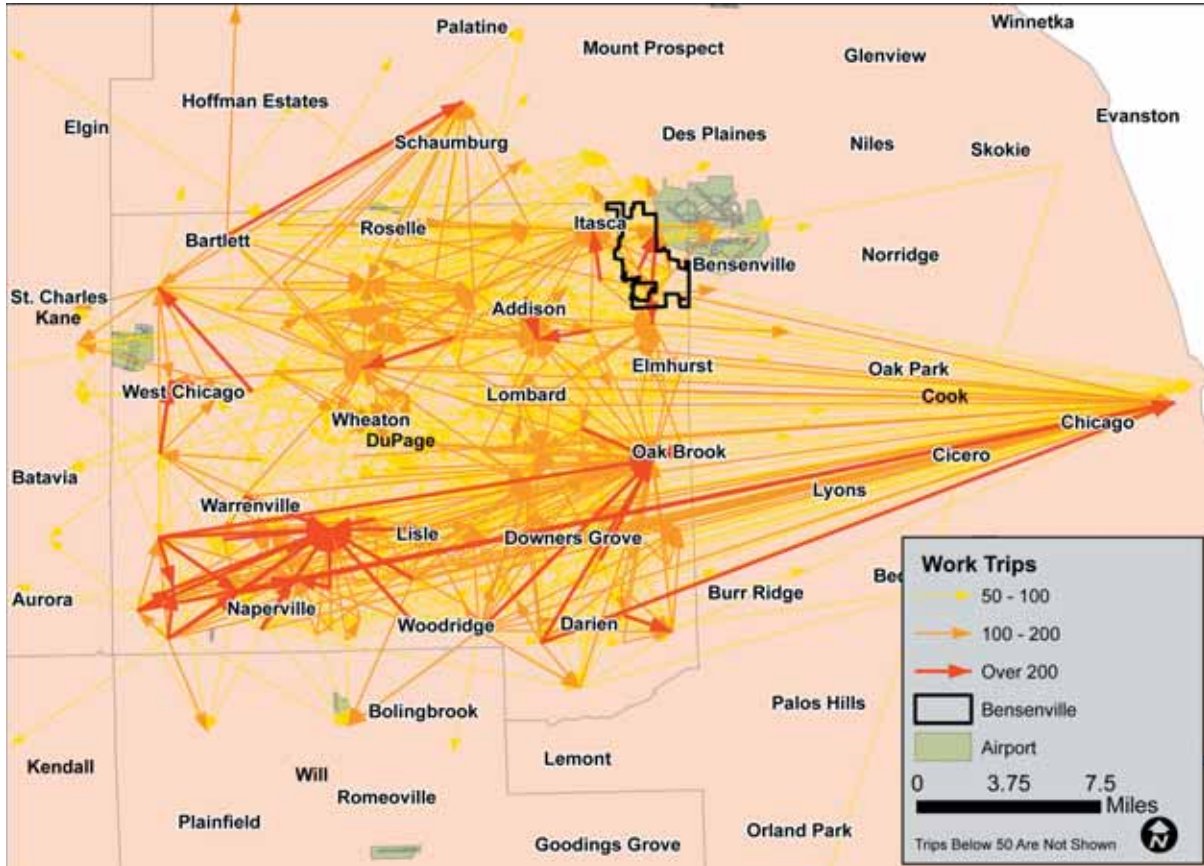 Winnetka
Palatine
Mount Prospect
Glenview
Hoffman Estates
Evanston
Elgin
Schaumburg
Des Plaines
Niles
Skokie
Itasca
Roselle
Bartlett
Norridge
Bensenville
St. Charles
Kane
Addison
Elmhurst
Oak Park
West Chicago
Lombard
Cook
Wheaton
Chicago
DuPage
Oak Brook
Cicero
Batavia
Lyons
Warrenville
Lisle
Downers Grove
Aurora
Burr Ridge
Naperville
Woodridge
Darien
Bolingbrook
Palos Hills
Lemont
Kendall
Will
Romeoville
Plainfield
Orland Park
Goodings Grove
Work Trips
50 - 100
100 - 200
Over 200
Bensenville
Airport
0 3.75 7.5
Miles
Trips Below 50 Are Not Shown
N